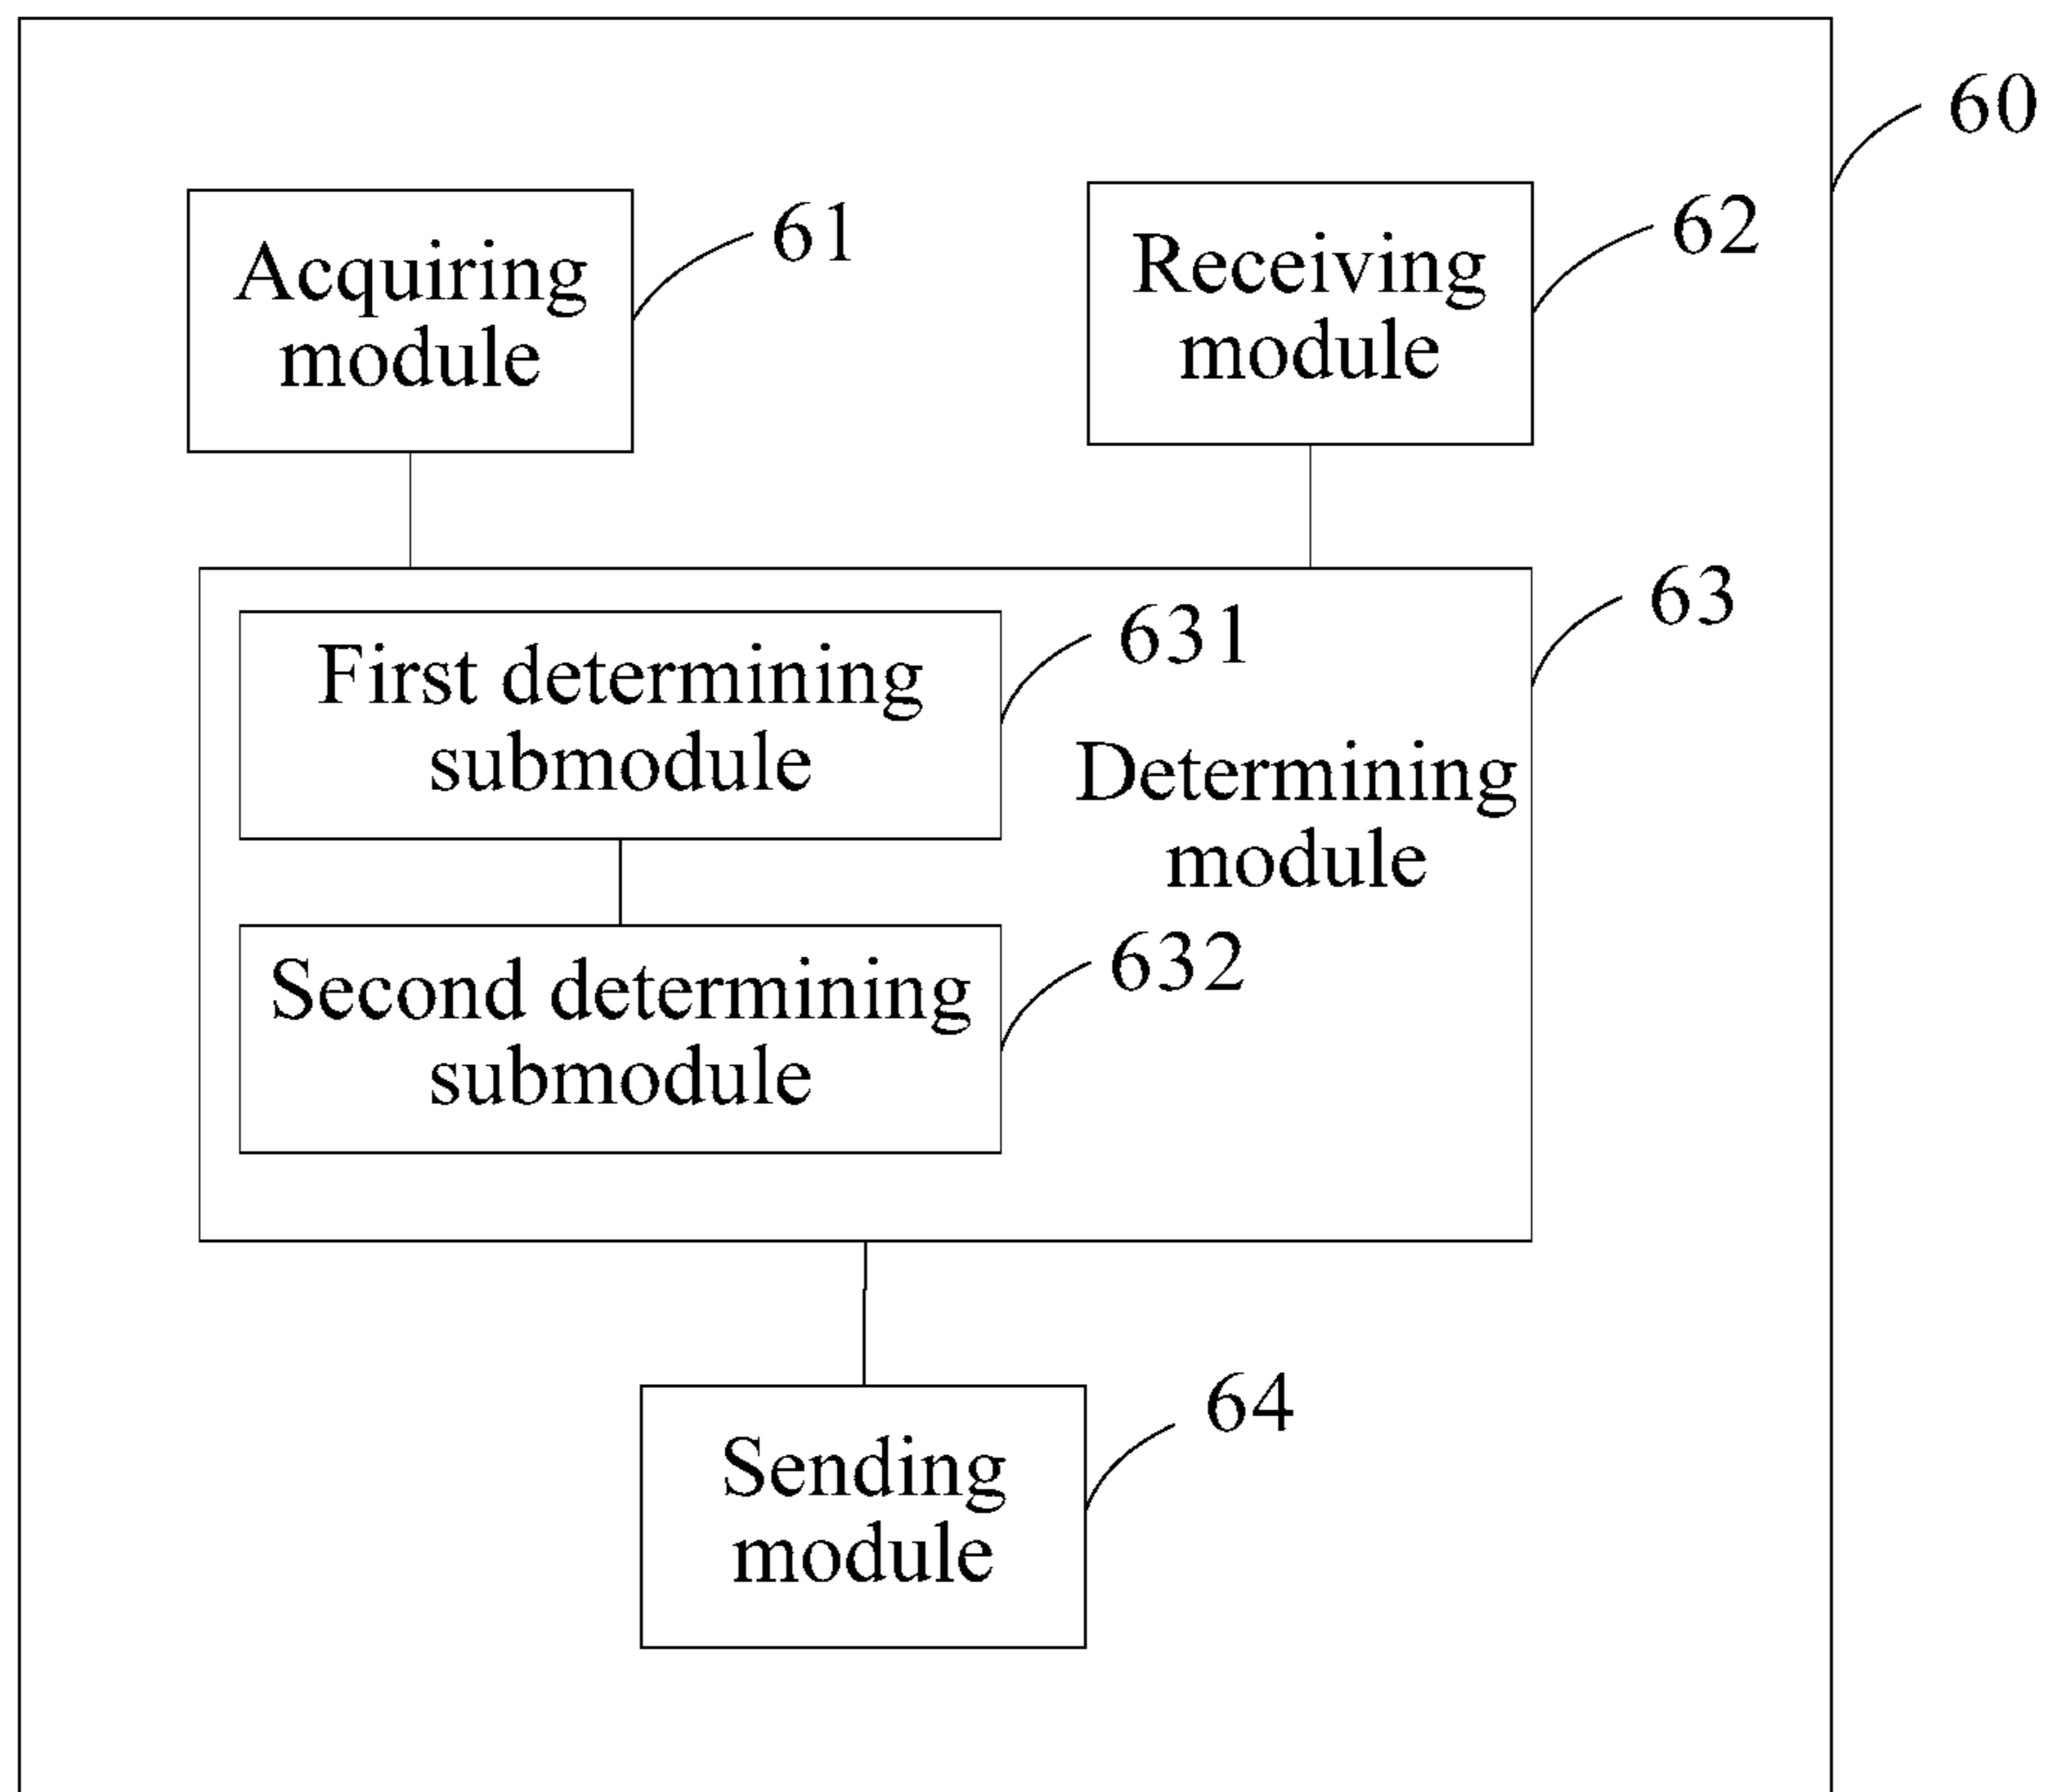 60
61
62
Acquiring
module
Receiving
module
63
631
First determining
submodule
Determining
module
632
Second determining
submodule
64
Sending
module